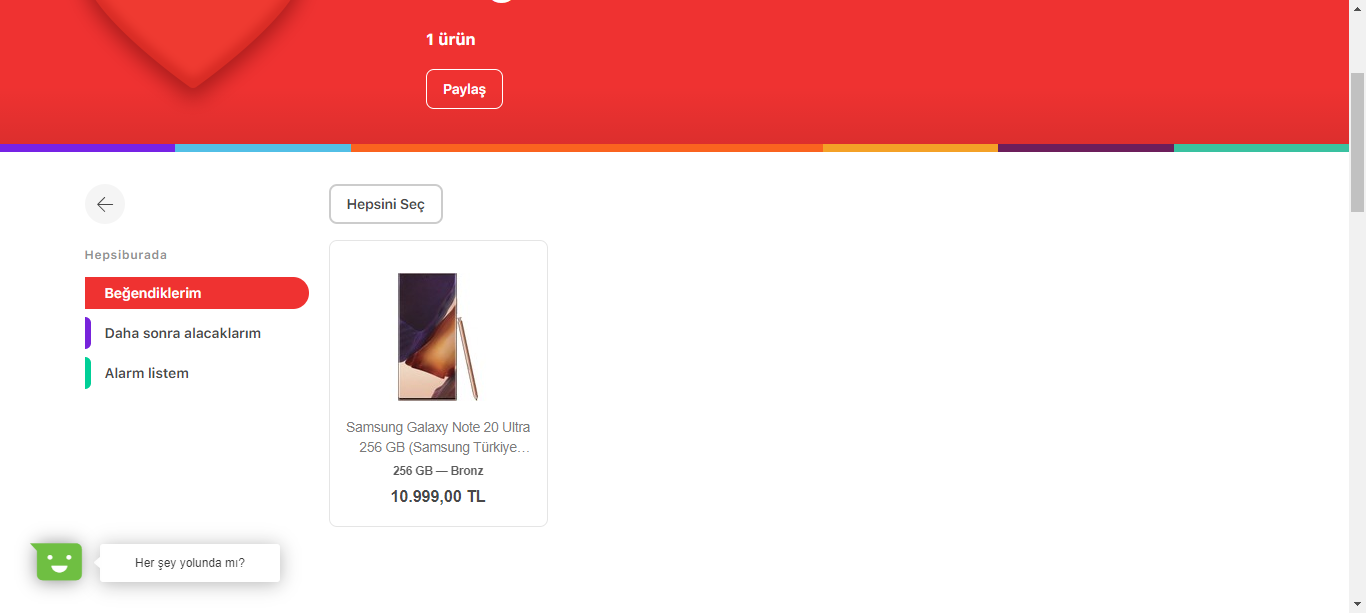 1 ürün
Paylaş
Hepsini Seç
Hepsiburada
Beğendiklerim
Daha sonra alacaklarım
Alarm listem
Samsung Galaxy Note 20 Ultra
256 GB (Samsung Türkiye…
256 GB — Bronz
10.999,00 TL
Her şey yolunda mı?